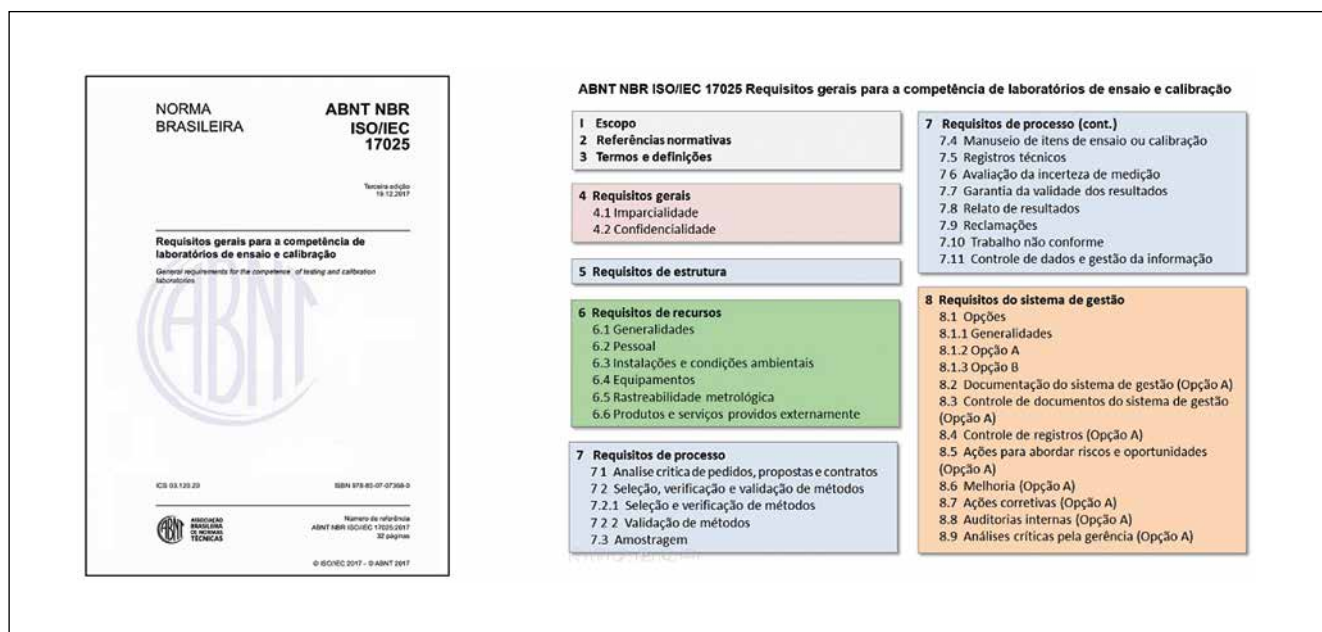 NORMA
BRASILEIRA
ABNT NBR
ISO/IEC
17025
Terceira edição
19.12.2017
Requisitos gerais para a competência de
laboratórios de ensaio e calibração
General requirements for the competence of testing and calibration
laboratories
ABNT
ICS 03.120.20
ISBN 978-85-07-07368-0
ABNT
ASSOCIAÇÃO
BRASILEIRA
DE NORMAS
TÉCNICAS
Número de referência
ABNT NBR ISO/IEC 17025:2017
32 páginas
© ISO/IEC 2017 - © ABNT 2017
ABNT NBR ISO/IEC 17025 Requisitos gerais para a competência de laboratórios de ensaio e calibração
1 Escopo
2 Referências normativas
3 Termos e definições
4 Requisitos gerais
4.1 Imparcialidade
4.2 Confidencialidade
5 Requisitos de estrutura
6 Requisitos de recursos
6.1 Generalidades
6.2 Pessoal
6.3 Instalações e condições ambientais
6.4 Equipamentos
6.5 Rastreabilidade metrológica
6.6 Produtos e serviços providos externamente
7 Requisitos de processo
7 1 Analise critica de pedidos, propostas e contratos
7 2 Seleção, verificação e validação de métodos
7.2.1 Seleção e verificação de métodos
7 2 2 Validação de métodos
7.3 Amostragem
7 Requisitos de processo (cont.)
7.4 Manuseio de itens de ensaio ou calibração
7.5 Registros técnicos
7 6 Avaliação da incerteza de medição
7.7 Garantia da validade dos resultados
7.8 Relato de resultados
7.9 Reclamações
7.10 Trabalho não conforme
7.11 Controle de dados e gestão da informação
8 Requisitos do sistema de gestão
8.1 Opções
8.1.1 Generalidades
8.1.2 Opção A
8.1.3 Opção B
8.2 Documentação do sistema de gestão (Opção A)
8.3 Controle de documentos do sistema de gestão
(Opção A)
8.4 Controle de registros (Opção A)
8.5 Ações para abordar riscos e oportunidades
(Opção A)
8.6 Melhoria (Opção A)
8.7 Ações corretivas (Opção A)
8.8 Auditorias internas (Opção A)
8.9 Análises críticas pela gerência (Opção A)